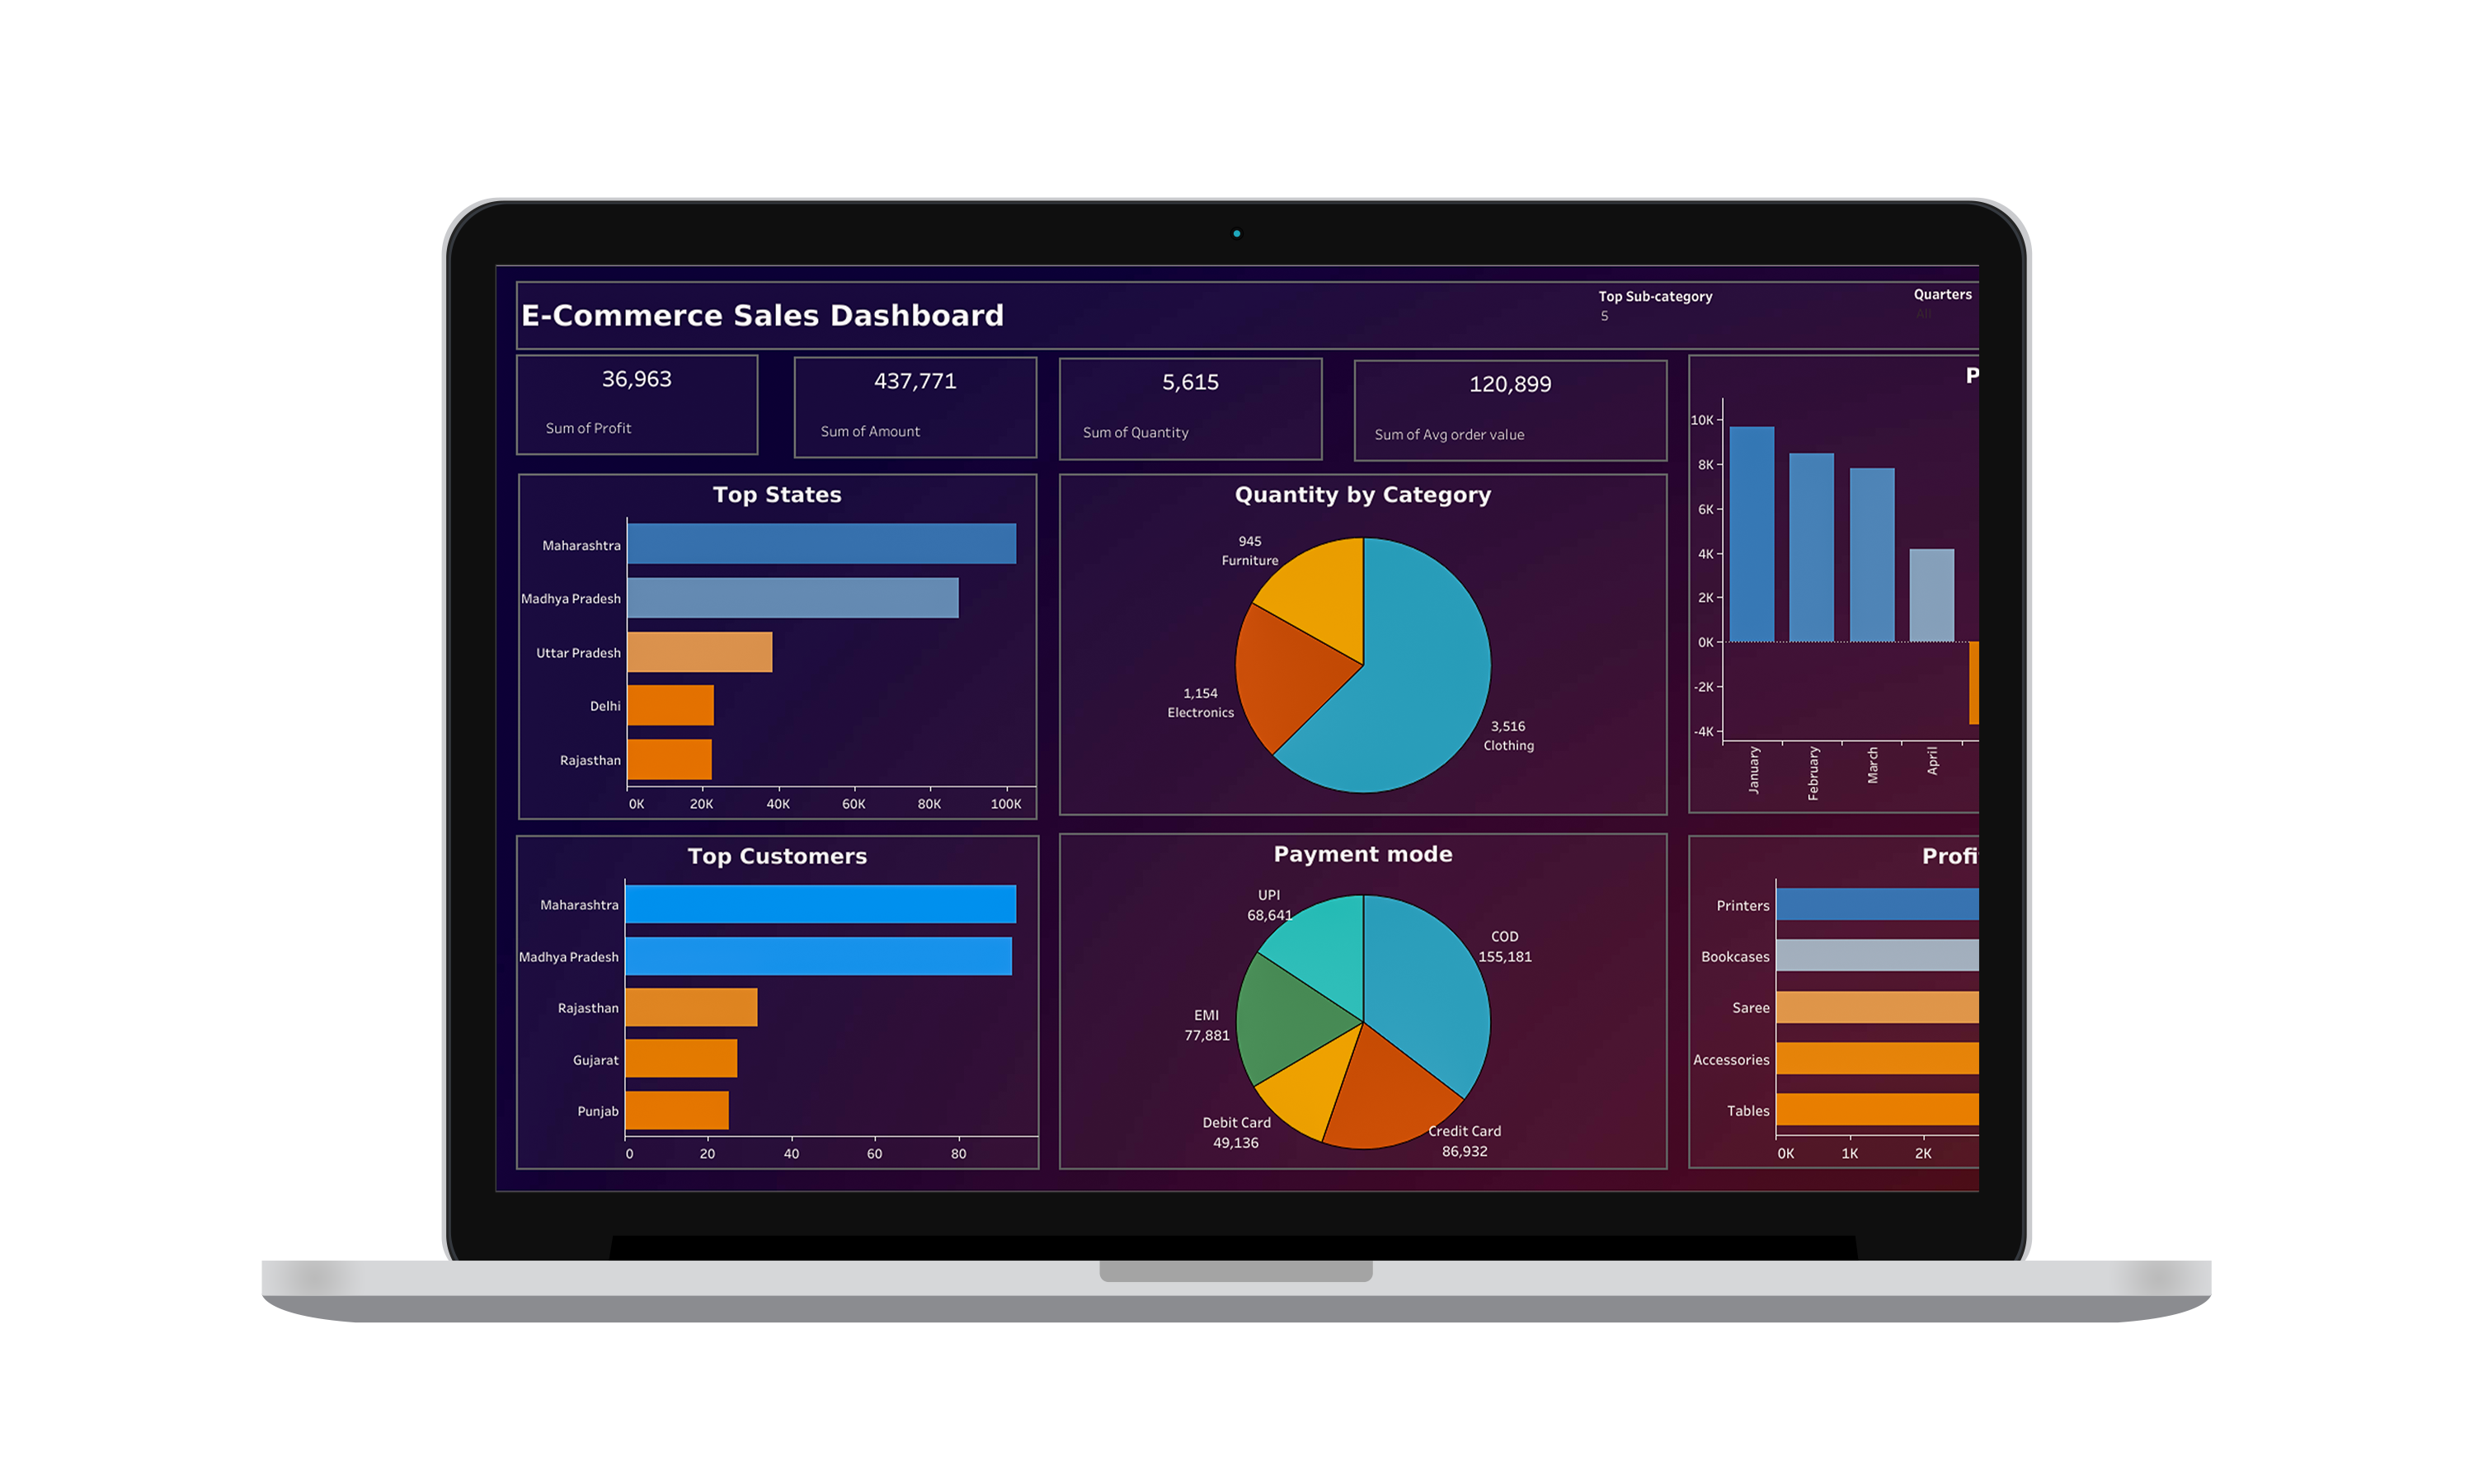 E-Commerce Sales Dashboard
Top Sub-category
5
Quarters
All
36,963
Sum of Profit
437,771
Sum of Amount
5,615
Sum of Quantity
120,899
Sum of Avg order value
Top States
Maharashtra
Madhya Pradesh
Uttar Pradesh
Delhi
Rajasthan
0K 20K 40K 60K 80K 100K
Quantity by Category
945
Furniture
1,154
Electronics
3,516
Clothing
P
10K
8K
6K
4K
2K
0K
-2K
-4K
January
February
March
April
Top Customers
Maharashtra
Madhya Pradesh
Rajasthan
Gujarat
Punjab
0 20 40 60 80
Payment mode
UPI
68,641
COD
155,181
EMI
77,881
Debit Card
49,136
Credit Card
86,932
Printers
Bookcases
Saree
Accessories
Tables
0K 1K 2K